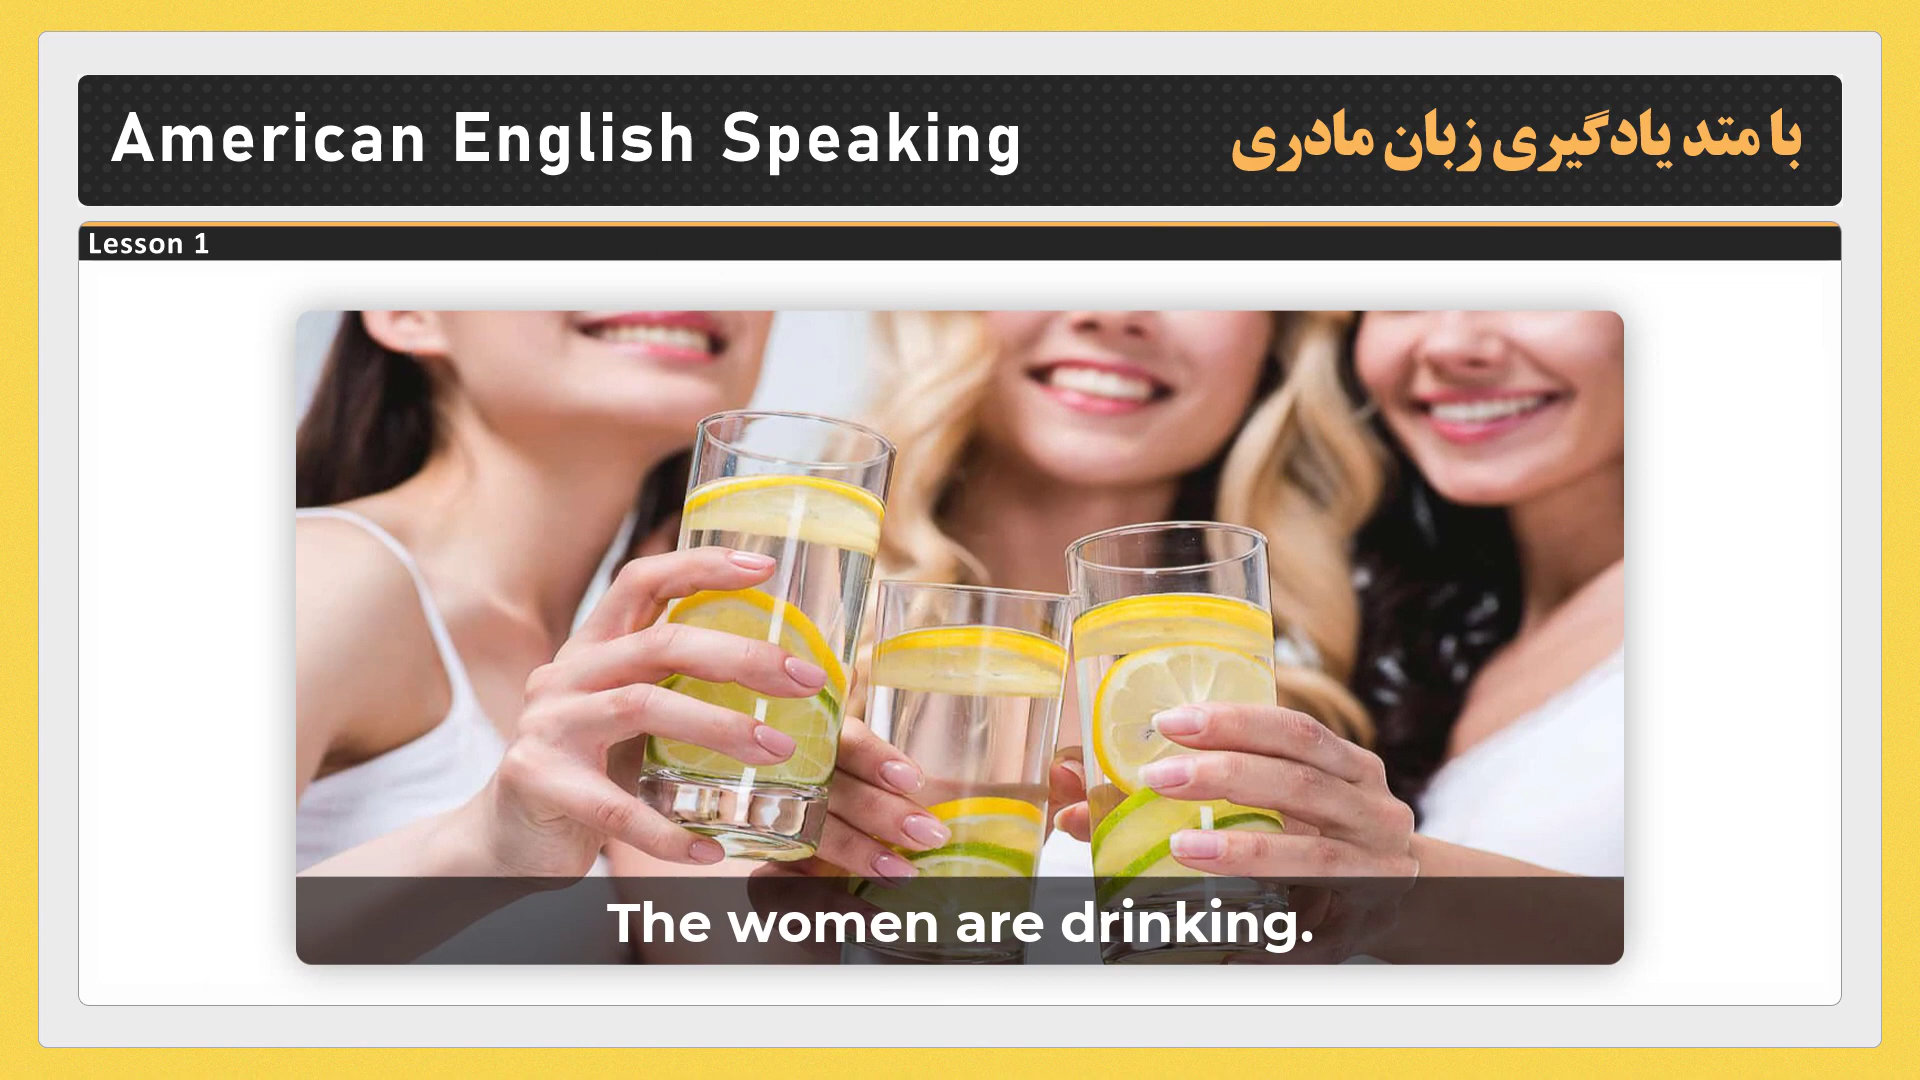 American English Speaking
با متد یادگیری زبان مادری
Lesson 1
The women are drinking.